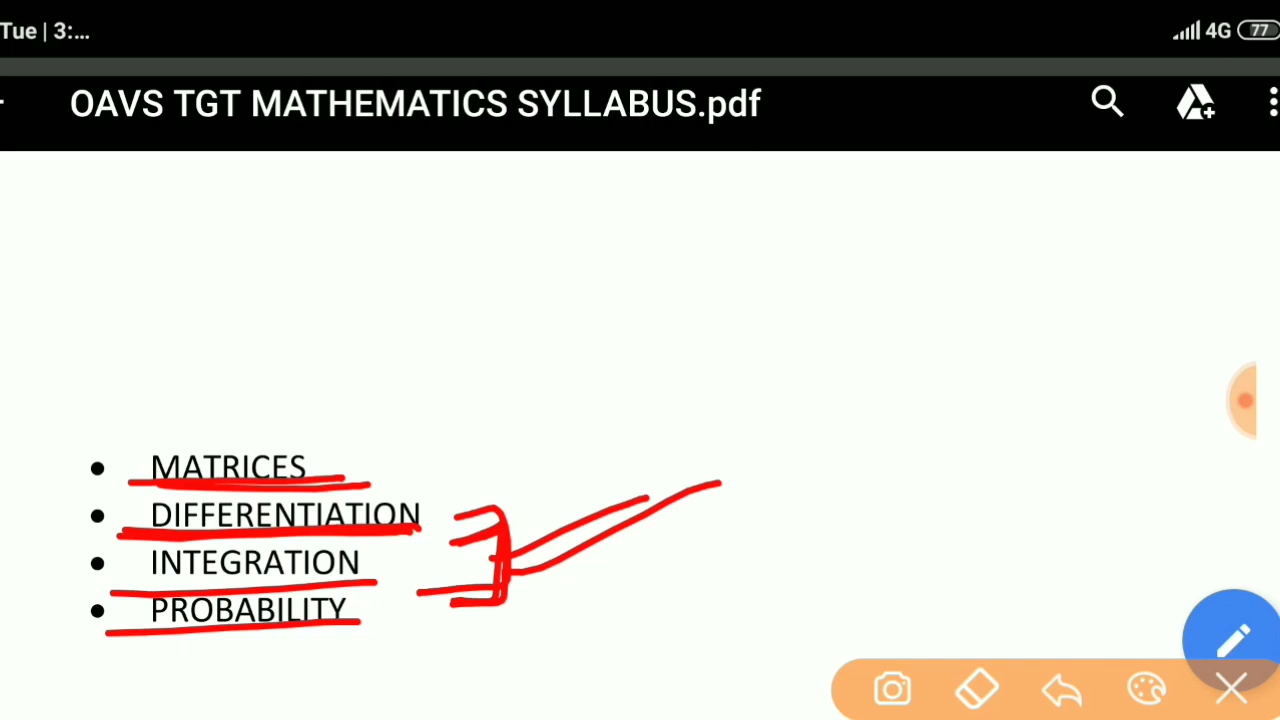 Tue | 3:...
4G 77
OAVS TGT MATHEMATICS SYLLABUS.pdf
• MATRICES
• DIFFERENTIATION
• INTEGRATION
• PROBABILITY